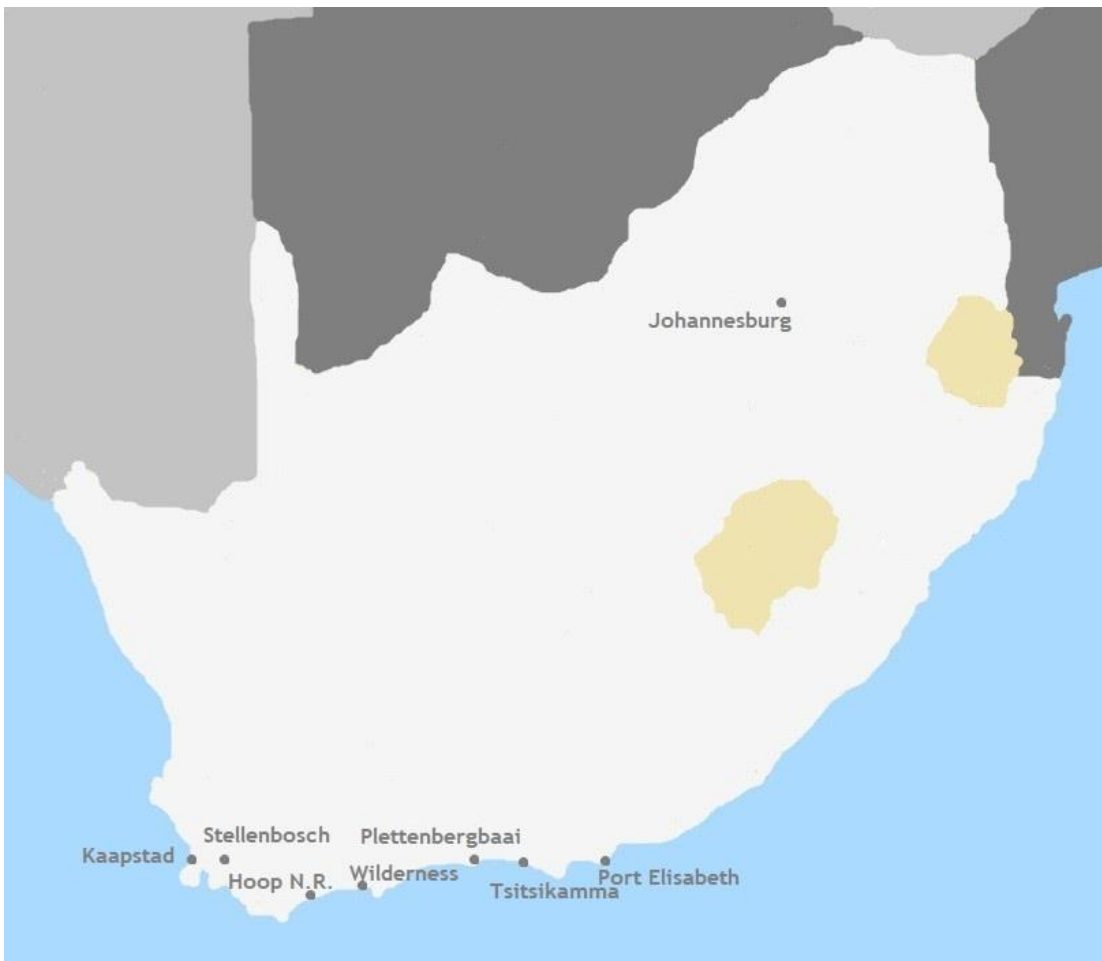 Johannesburg
Stellenbosch
Plettenbergbaai
Kaapstad
Hoop N.R.
Wilderness
Tsitsikamma
Port Elisabeth